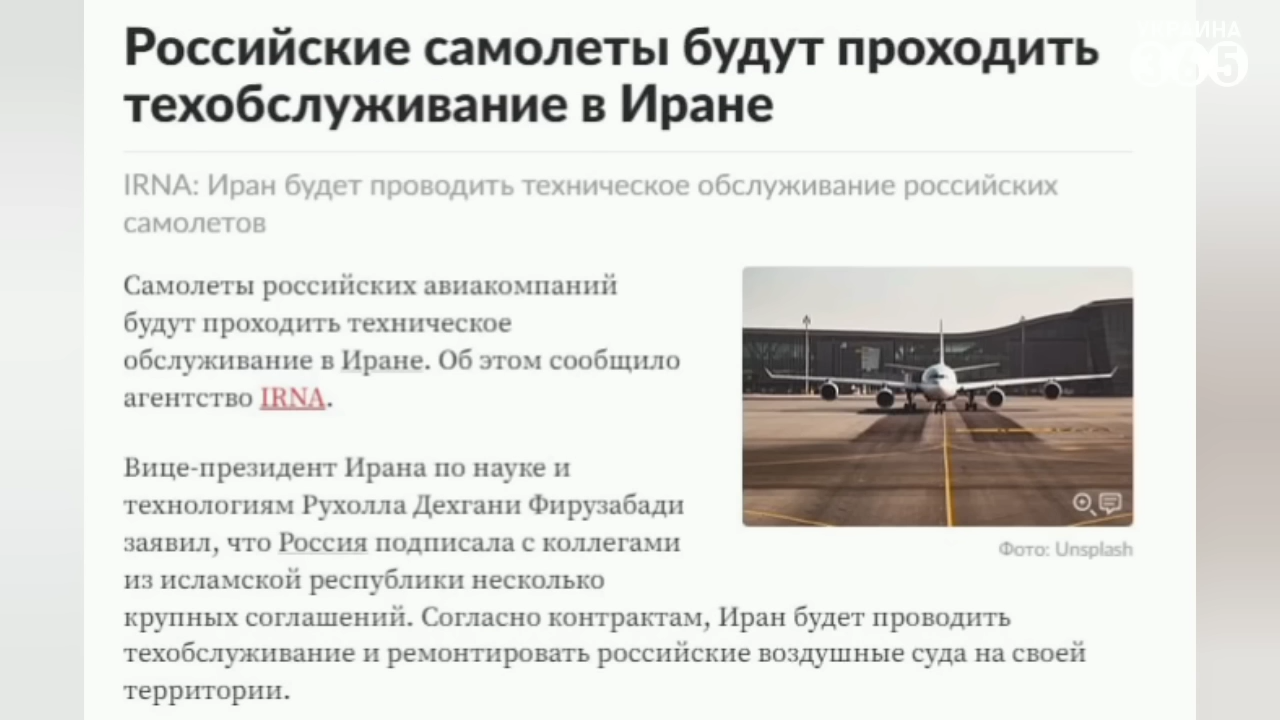 Российские самолеты будут проходить
техобслуживание в Иране
УКРАИНА
365
IRNA: Иран будет проводить техническое обслуживание российских
самолетов
Самолеты российских авиакомпаний
будут проходить техническое
обслуживание в Иране. Об этом сообщило
агентство IRNA.
Вице-президент Ирана по науке и
технологиям Рухолла Дехгани Фирузабади
заявил, что Россия подписала с коллегами
из исламской республики несколько
крупных соглашений. Согласно контрактам, Иран будет проводить
техобслуживание и ремонтировать российские воздушные суда на своей
территории.
Фото: Unsplash